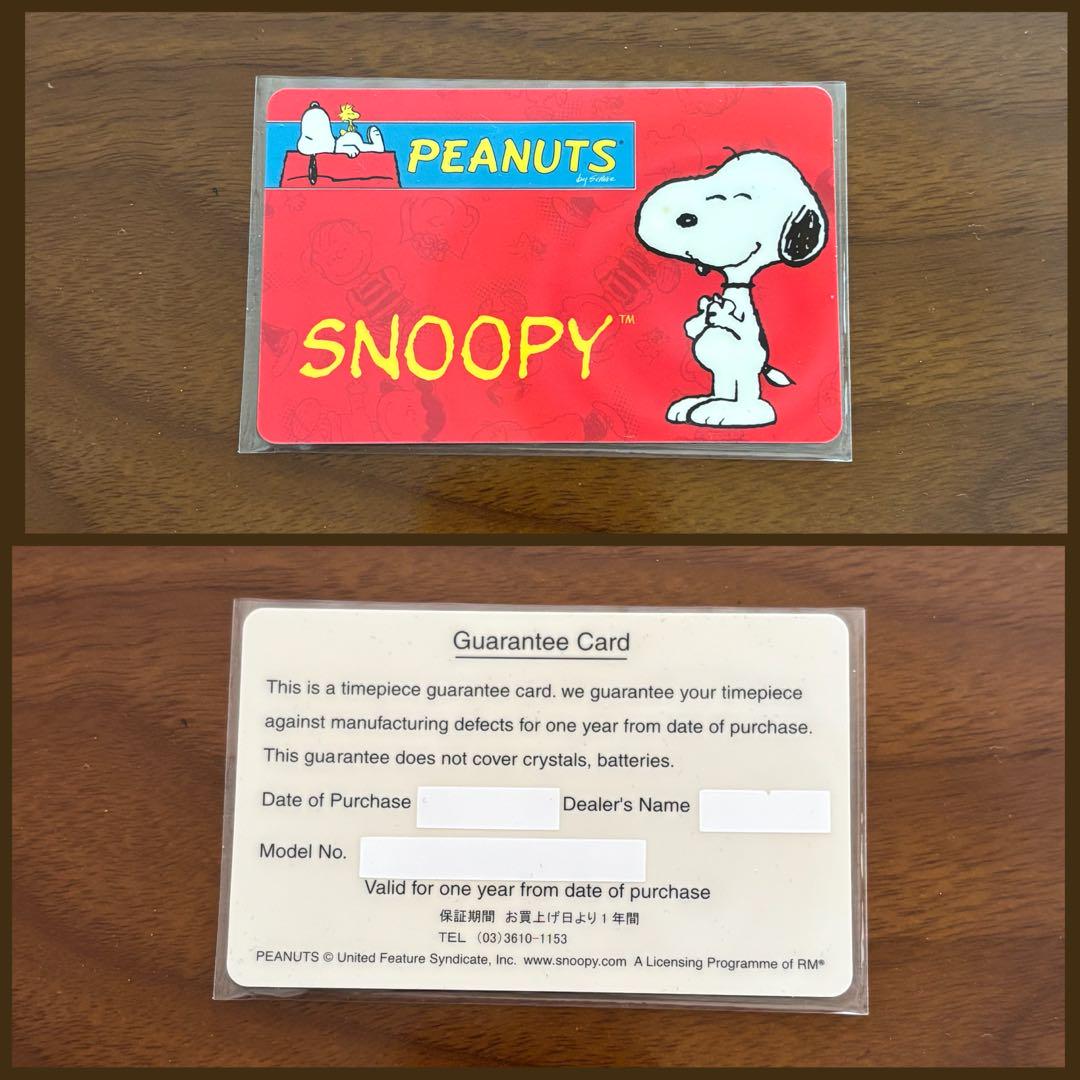 PEANUTS®
by Schulz
SNOOPY™
Guarantee Card
This is a timepiece guarantee card. we guarantee your timepiece
against manufacturing defects for one year from date of purchase.
This guarantee does not cover crystals, batteries.
Date of Purchase Dealer's Name
Model No.
Valid for one year from date of purchase
保証期間 お買上げ日より1年間
TEL (03)3610-1153
PEANUTS © United Feature Syndicate, Inc. www.snoopy.com A Licensing Programme of RM®